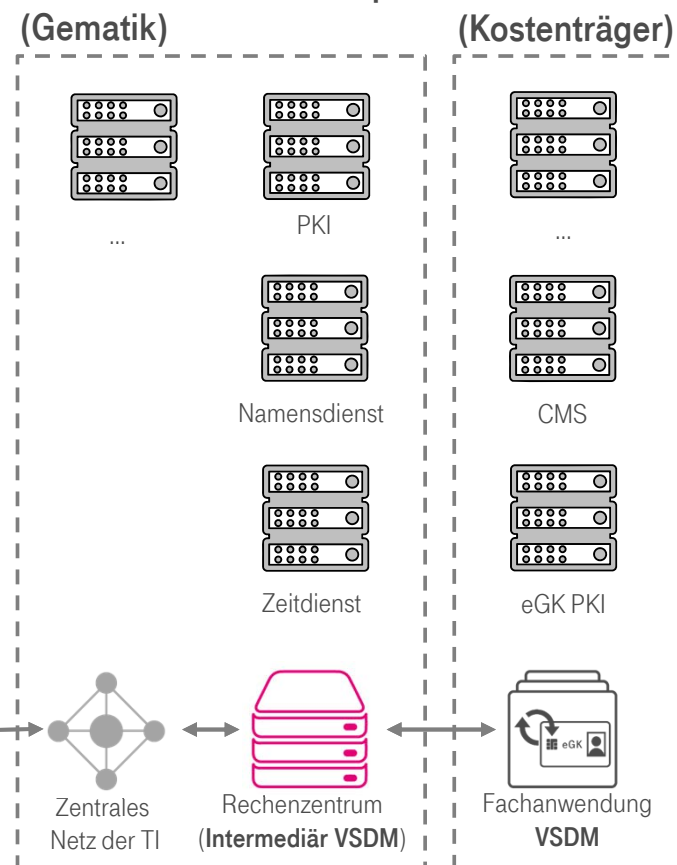 (Gematik)
(Kostenträger)
...
PKI
...
Namensdienst
CMS
Zeitdienst
eGK PKI
eGK
Zentrales
Netz der TI
Rechenzentrum
(Intermediär VSDM)
Fachanwendung
VSDM